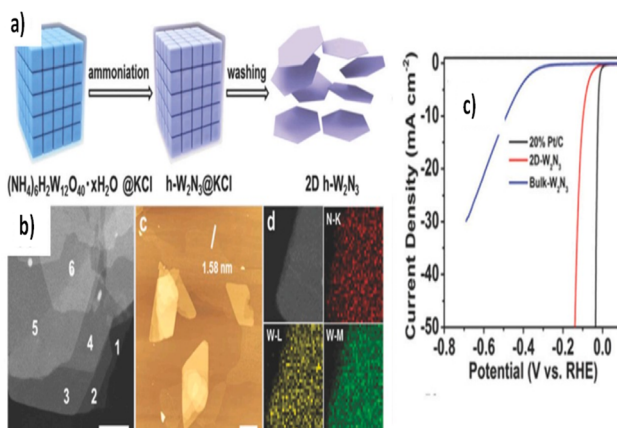 a)
ammoniation
washing
(NH₄)₆H₂W₁₂O₄₀· xH₂O @KCl
h-W₂N₃@KCl
2D h-W₂N₃
b)
6
5
4
1
3
2
c
1.58 nm
d
N-K
W-L
W-M
c)
Current Density (mA cm⁻²)
0
-10
-20
-30
-40
-50
20% Pt/C
2D-W₂N₃
Bulk-W₂N₃
-0.8
-0.6
-0.4
-0.2
0.0
Potential (V vs. RHE)